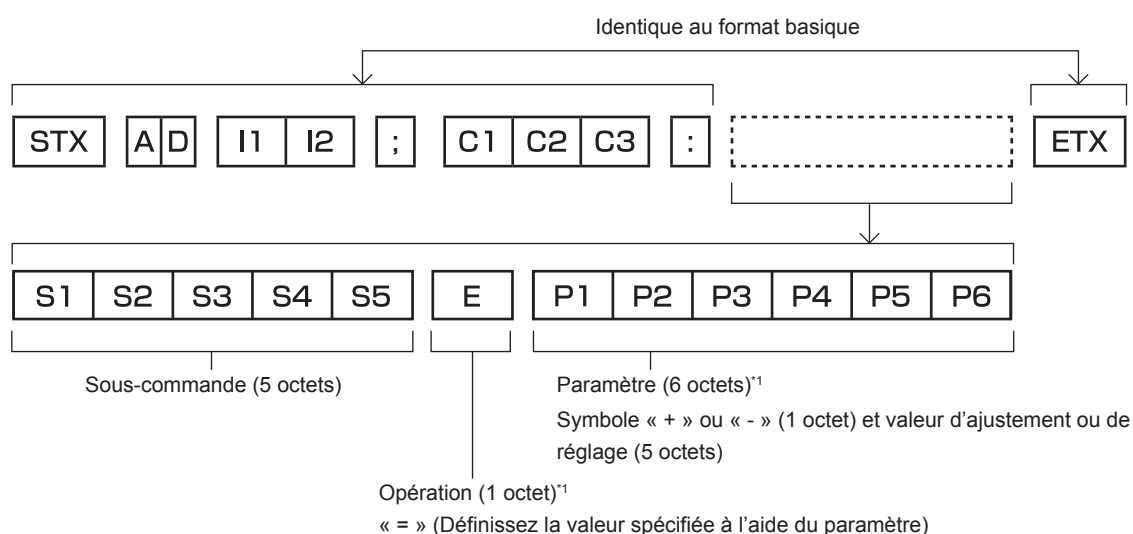 Identique au format basique
STX A D I1 I2 ; C1 C2 C3 : ETX
S1 S2 S3 S4 S5 E P1 P2 P3 P4 P5 P6
Sous-commande (5 octets)
Paramètre (6 octets)*1
Symbole « + » ou « - » (1 octet) et valeur d’ajustement ou de
réglage (5 octets)
Opération (1 octet)*1
« = » (Définissez la valeur spécifiée à l’aide du paramètre)